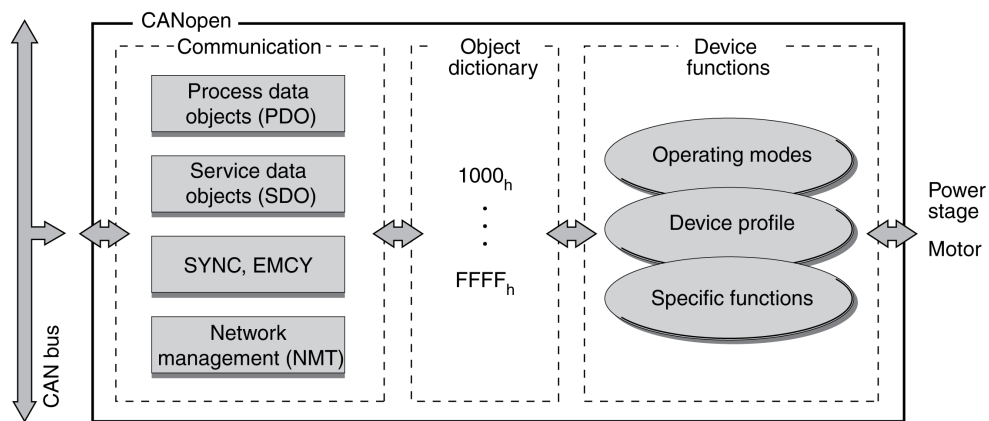 CANopen
Communication
Process data
objects (PDO)
Service data
objects (SDO)
SYNC, EMCY
Network
management (NMT)
Object
dictionary
1000h
.
.
.
FFFFh
Device
functions
Operating modes
Device profile
Specific functions
Power
stage
Motor
CAN bus